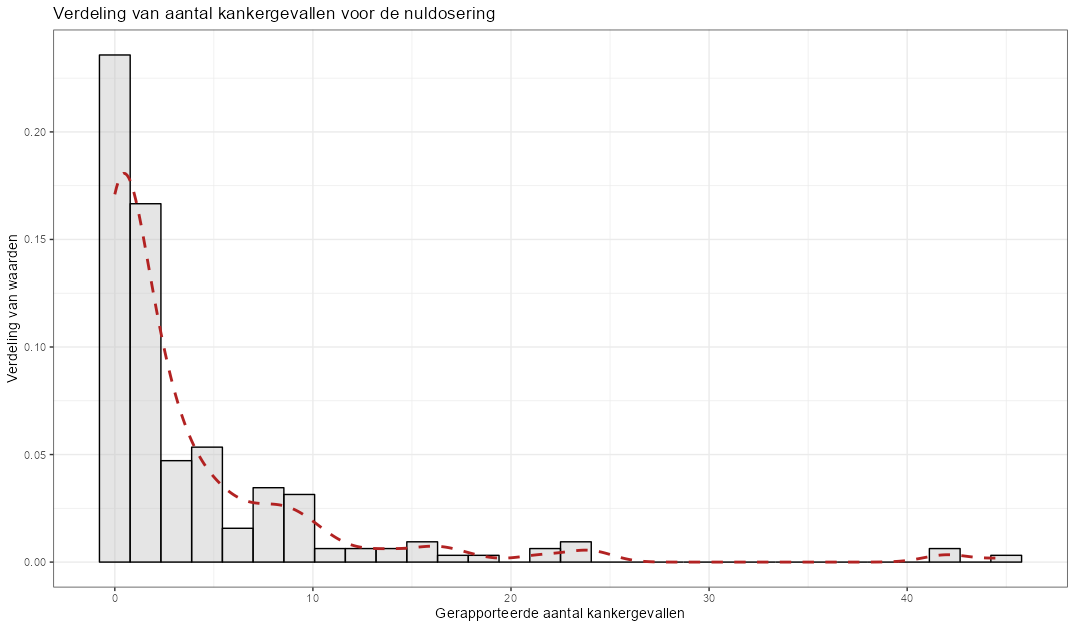 Verdeling van aantal kankergevallen voor de nuldosering
Verdeling van waarden
0.20
0.15
0.10
0.05
0.00
0 10 20 30 40
Gerapporteerde aantal kankergevallen